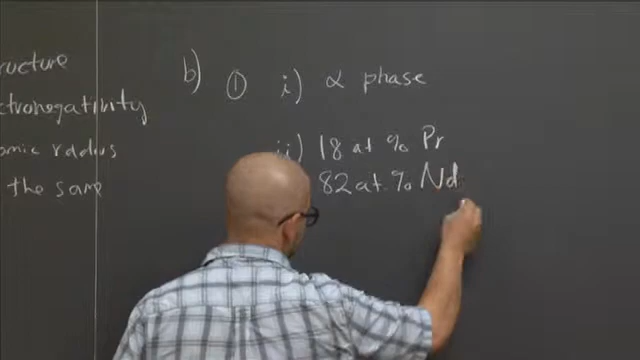 ructure
ctronegativity
omic radius
the same
b) ① i) α phase
ii) 18 at % Pr
82 at. % Nd